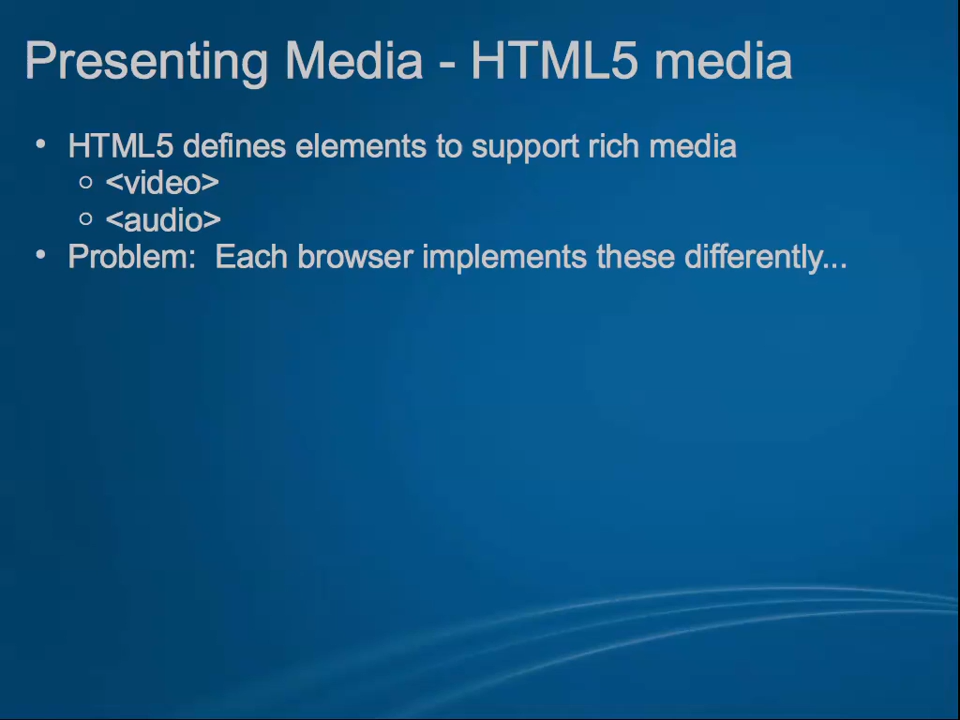 Presenting Media - HTML5 media
• HTML5 defines elements to support rich media
○ <video>
○ <audio>
• Problem:  Each browser implements these differently...